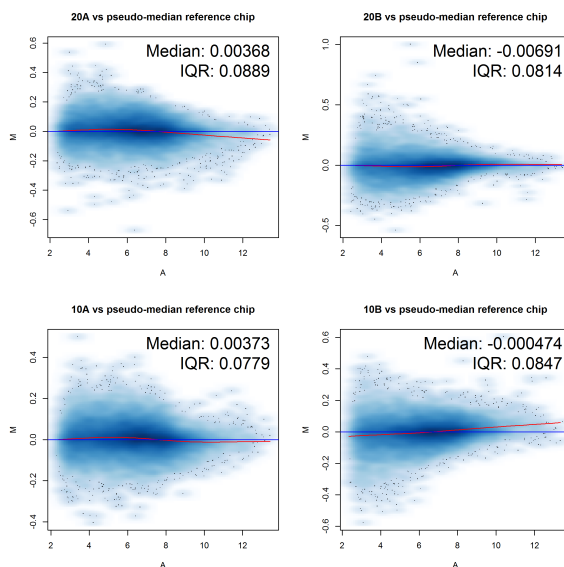 20A vs pseudo-median reference chip
Median: 0.00368
IQR: 0.0889
M
0.6
0.4
0.2
0.0
-0.2
-0.4
-0.6
2 4 6 8 10 12
A
20B vs pseudo-median reference chip
Median: -0.00691
IQR: 0.0814
M
1.0
0.5
0.0
-0.5
2 4 6 8 10 12
A
10A vs pseudo-median reference chip
Median: 0.00373
IQR: 0.0779
M
0.4
0.2
0.0
-0.2
-0.4
2 4 6 8 10 12
A
10B vs pseudo-median reference chip
Median: -0.000474
IQR: 0.0847
M
0.6
0.4
0.2
0.0
-0.2
-0.4
-0.6
2 4 6 8 10 12
A